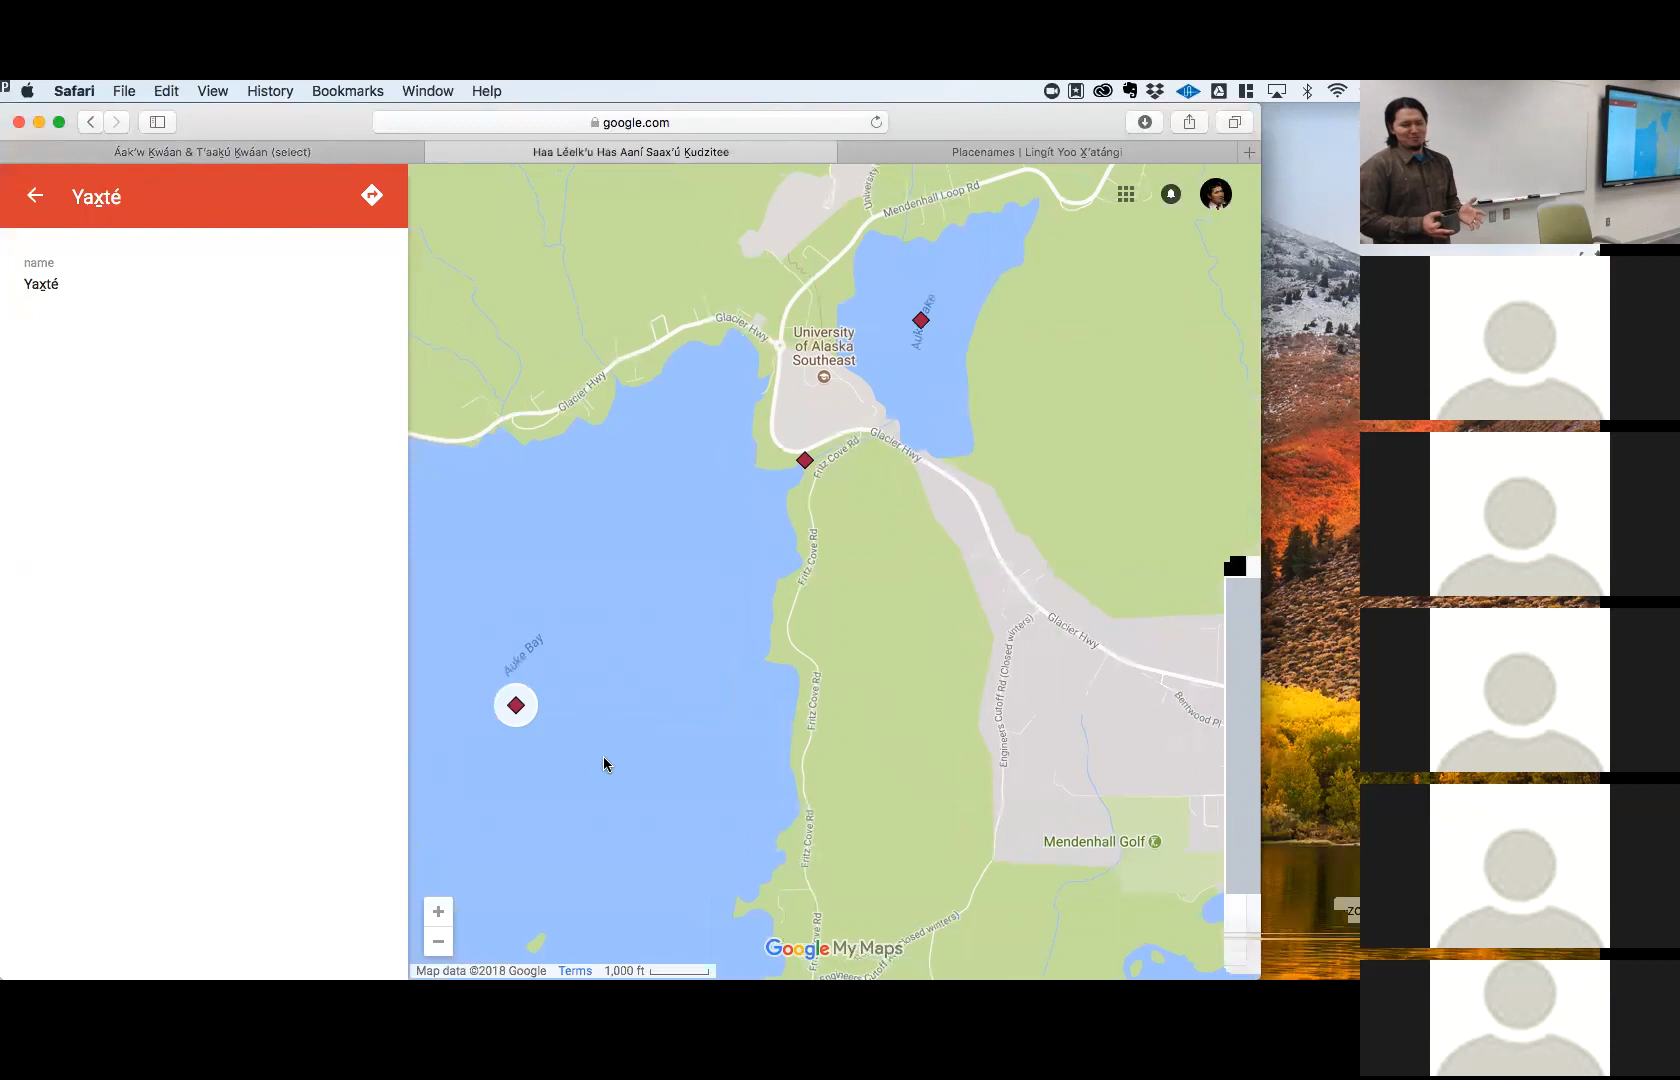 Safari File Edit View History Bookmarks Window Help
google.com
Áak'w Ḵwáan & T'aaḵú Ḵwáan (select)
Haa Léelk'u Has Aaní Saax'ú Ḵudzitee
Placenames | Lingít Yoo X̱'atángi
Yax̱té
name
Yax̱té
University
Mendenhall Loop Rd
Glacier Hwy
Glacier Hwy
University
of Alaska
Southeast
Auke Lake
Glacier Hwy
Fritz Cove Rd
Fritz Cove Rd
Auke Bay
Engineers Cutoff Rd (Closed winters)
Glacier Hwy
Fritz Cove Rd
Bentwood Pl
Fritz Cove Rd
Mendenhall Golf
Google My Maps
Map data ©2018 Google Terms 1,000 ft